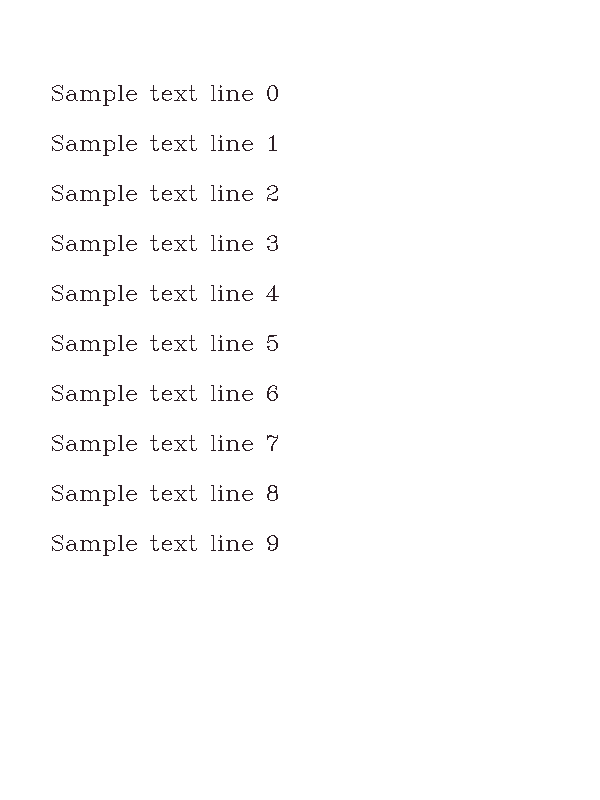 Sample text line 0
Sample text line 1
Sample text line 2
Sample text line 3
Sample text line 4
Sample text line 5
Sample text line 6
Sample text line 7
Sample text line 8
Sample text line 9